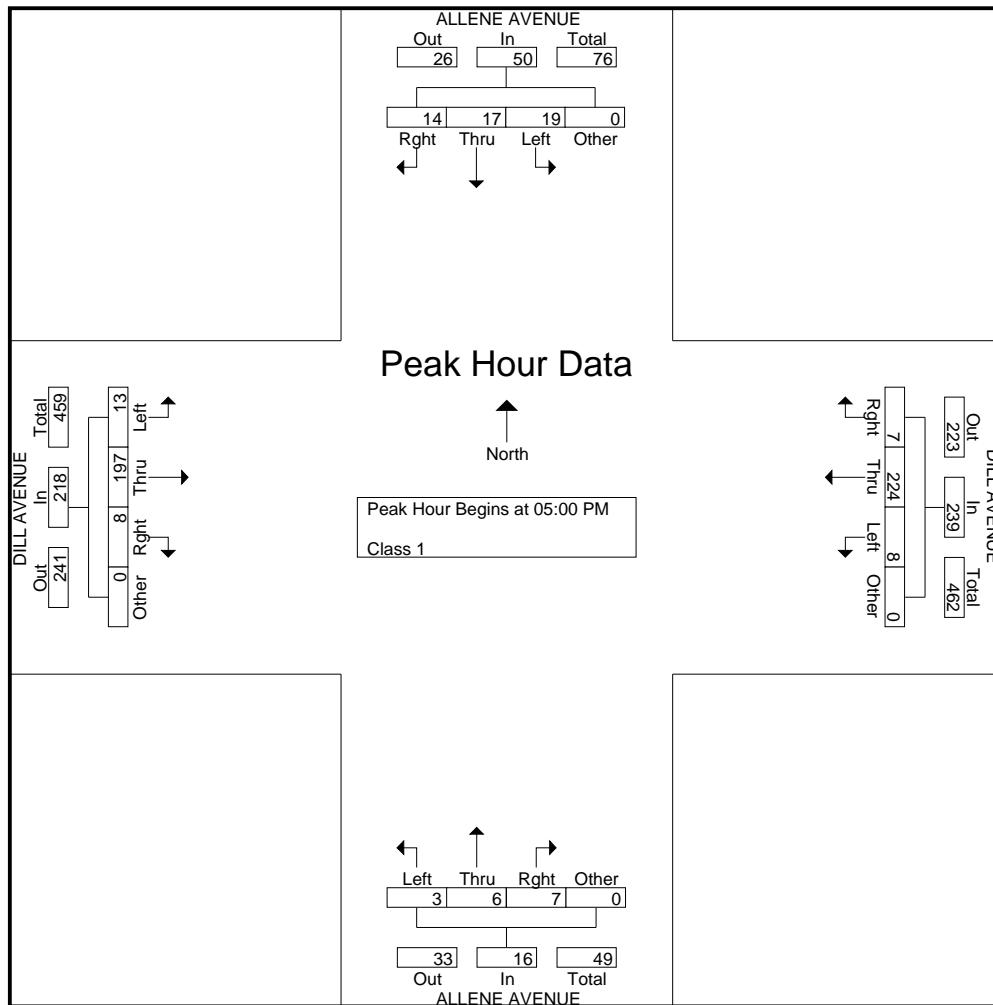 ALLENE AVENUE
Out In Total
26 50 76
14 17 19 0
Rght Thru Left Other
Peak Hour Data
North
Peak Hour Begins at 05:00 PM
Class 1
DILL AVENUE
Out In Total
241 218 459
Other Rght Thru Left
0 8 197 13
Rght Thru Left Other
7 224 8 0
Out In Total
223 239 462
DILL AVENUE
Left Thru Rght Other
3 6 7 0
33 16 49
Out In Total
ALLENE AVENUE